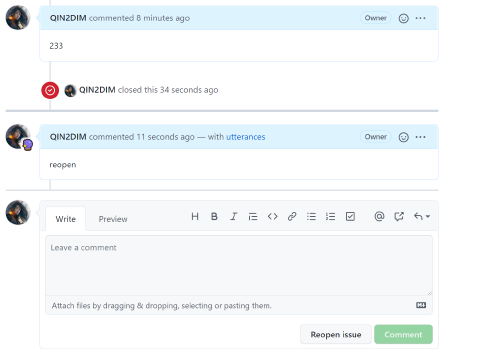 QIN2DIM commented 8 minutes ago Owner
233
QIN2DIM closed this 34 seconds ago
QIN2DIM commented 11 seconds ago — with utterances Owner
reopen
Write Preview H B I @
Leave a comment
Attach files by dragging & dropping, selecting or pasting them.
Reopen issue Comment